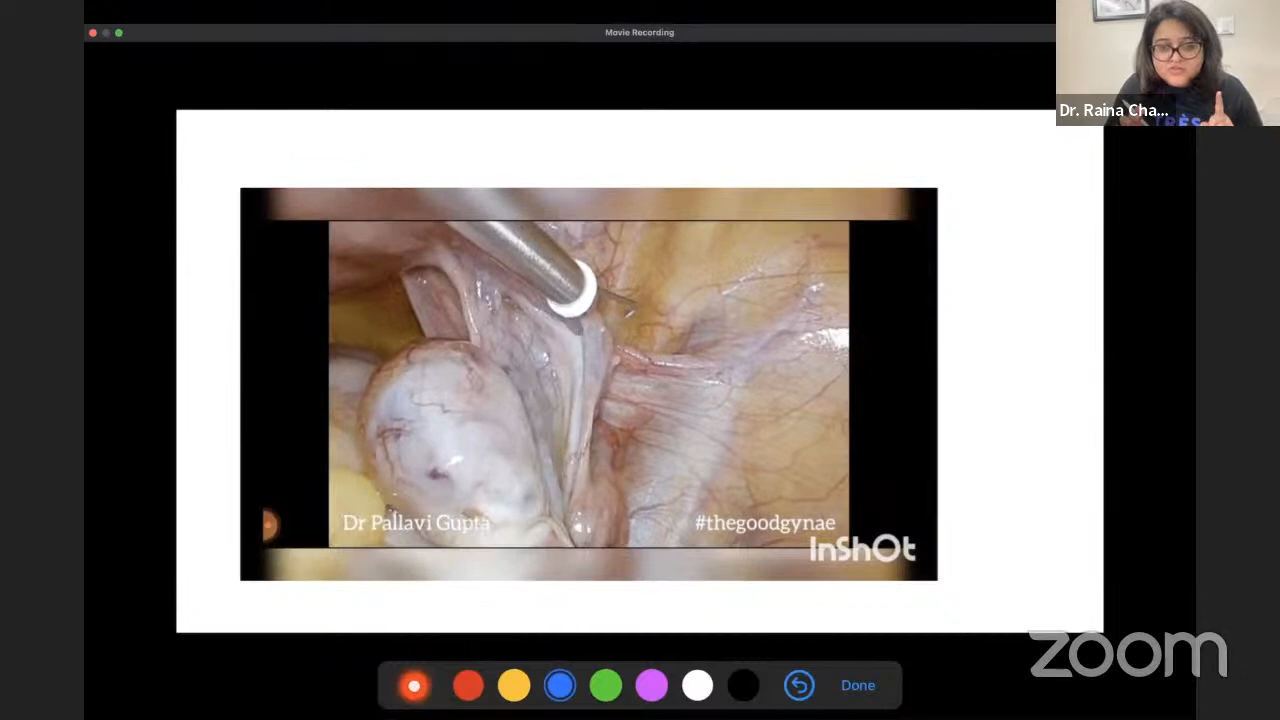 Movie Recording
Dr. Raina Cha...
Dr Pallavi Gupta
#thegoodgynae
InShOt
zoom
Done